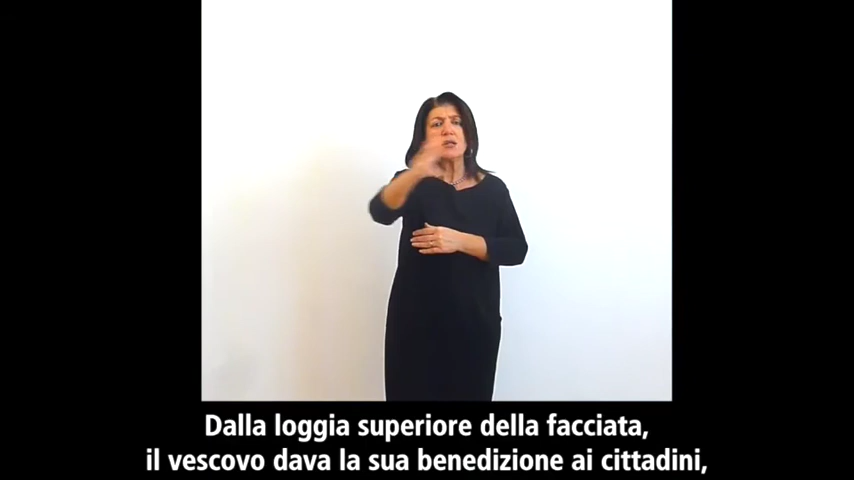 Dalla loggia superiore della facciata,
il vescovo dava la sua benedizione ai cittadini,